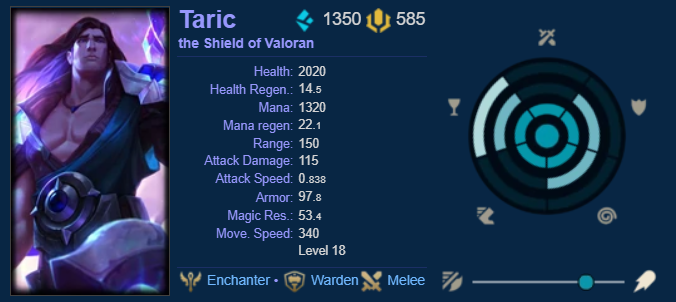 Taric 1350 585
the Shield of Valoran
Health: 2020
Health Regen.: 14.5
Mana: 1320
Mana regen: 22.1
Range: 150
Attack Damage: 115
Attack Speed: 0.838
Armor: 97.8
Magic Res.: 53.4
Move. Speed: 340
Level 18
Enchanter • Warden Melee